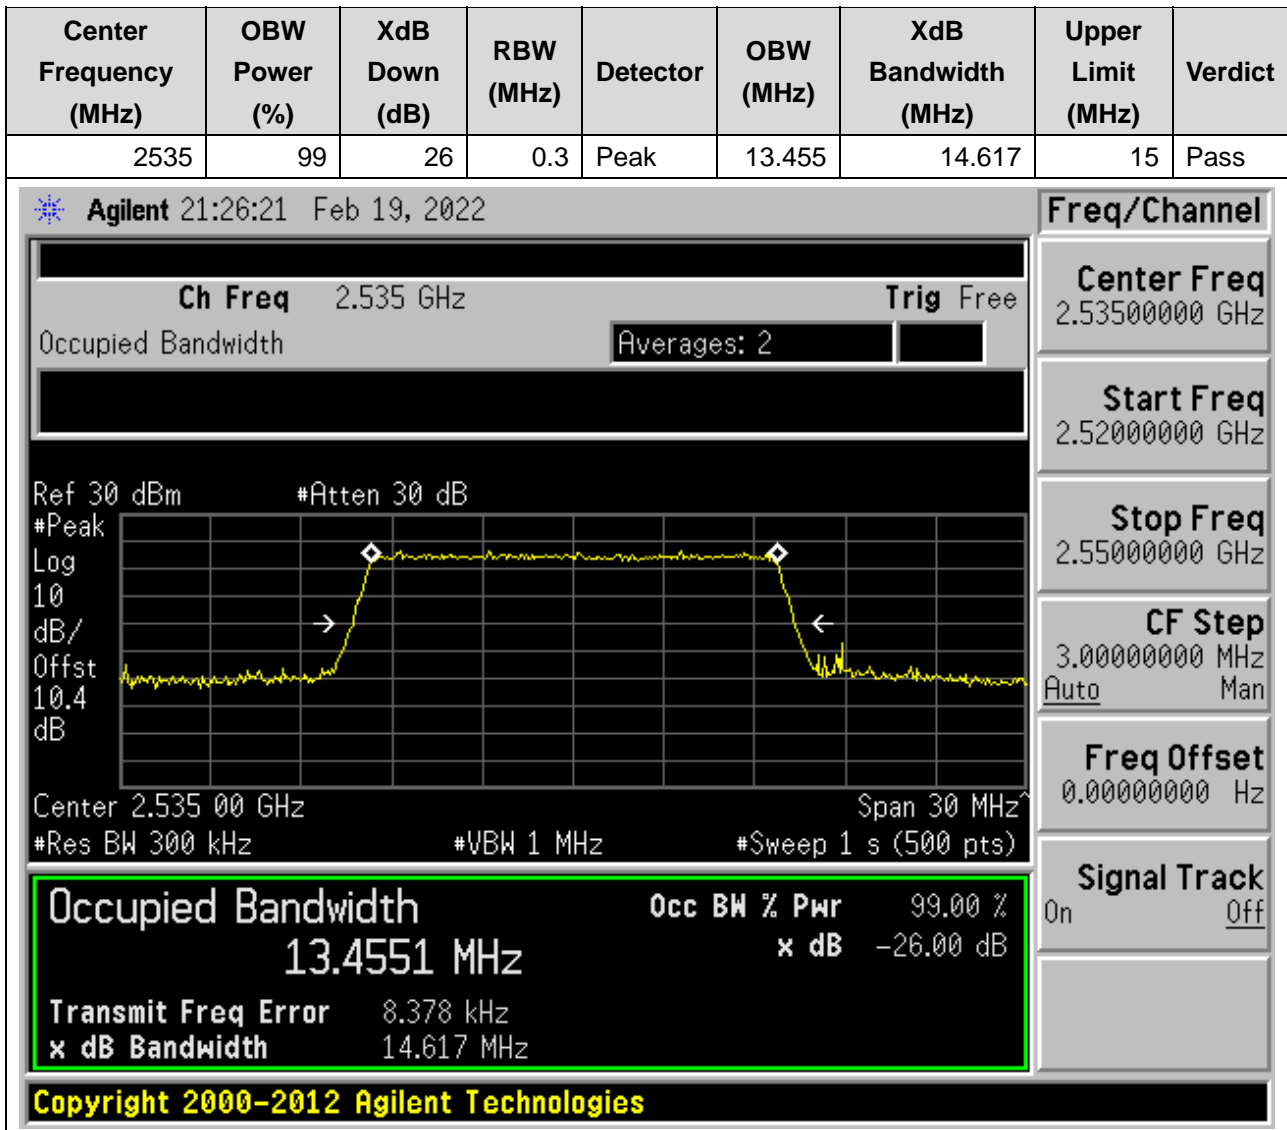 Center Frequency (MHz) OBW Power (%) XdB Down (dB) RBW (MHz) Detector OBW (MHz) XdB Bandwidth (MHz) Upper Limit (MHz) Verdict
2535 99 26 0.3 Peak 13.455 14.617 15 Pass
Agilent 21:26:21 Feb 19, 2022
Freq/Channel
Ch Freq 2.535 GHz Trig Free
Occupied Bandwidth Averages: 2
Ref 30 dBm #Atten 30 dB
#Peak
Log
10
dB/
Offst
10.4
dB
Center 2.535 00 GHz Span 30 MHz^
#Res BW 300 kHz #VBW 1 MHz #Sweep 1 s (500 pts)
Occupied Bandwidth Occ BW % Pwr 99.00 %
13.4551 MHz x dB -26.00 dB
Transmit Freq Error 8.378 kHz
x dB Bandwidth 14.617 MHz
Center Freq
2.53500000 GHz
Start Freq
2.52000000 GHz
Stop Freq
2.55000000 GHz
CF Step
3.00000000 MHz
Auto Man
Freq Offset
0.00000000 Hz
Signal Track
On Off
Copyright 2000-2012 Agilent Technologies